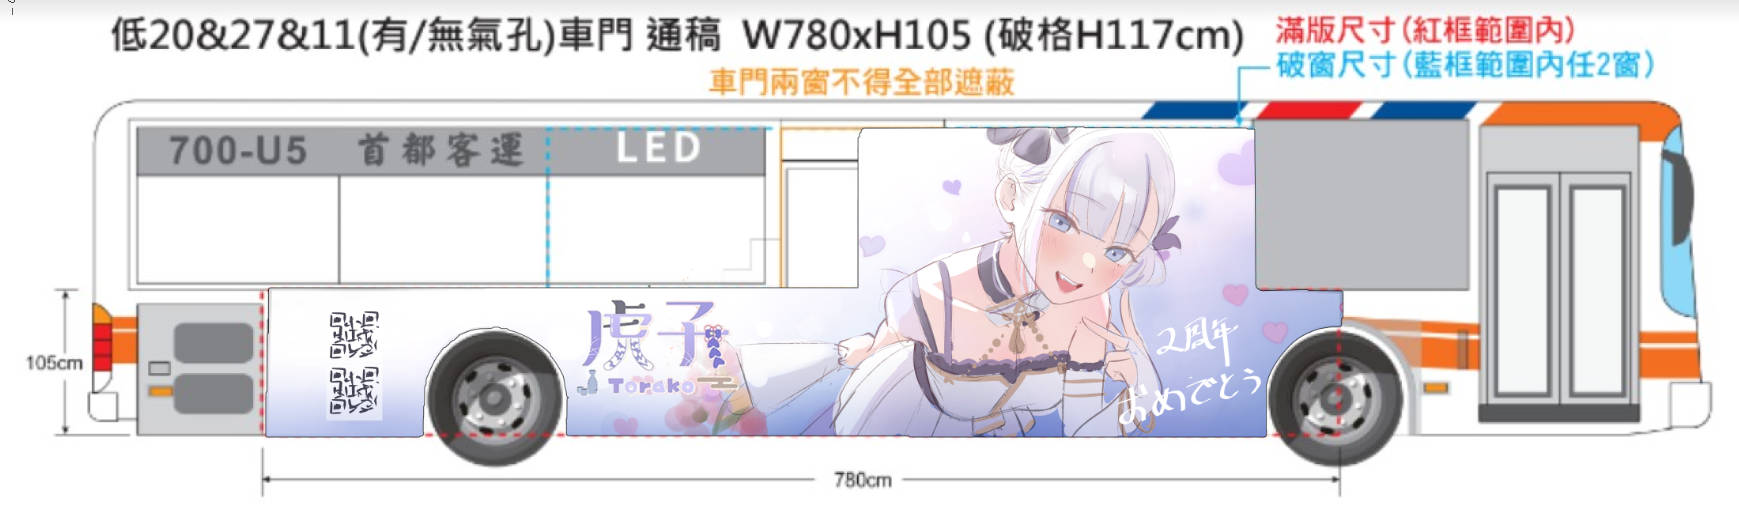 低20&27&11(有/無氣孔)車門 通稿 W780xH105 (破格H117cm)
滿版尺寸(紅框範圍內)
破窗尺寸(藍框範圍內任2窗)
車門兩窗不得全部遮蔽
700-U5 首都客運 LED
虎子
Torako
2周年
おめでとう
105cm
780cm